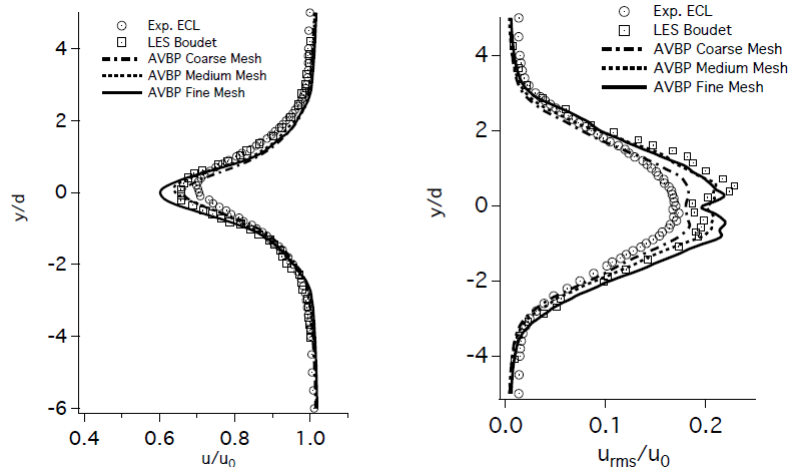 Exp. ECL
LES Boudet
AVBP Coarse Mesh
AVBP Medium Mesh
AVBP Fine Mesh
4
2
0
-2
-4
-6
y/d
0.4
0.6
0.8
1.0
u/u0
Exp. ECL
LES Boudet
AVBP Coarse Mesh
AVBP Medium Mesh
AVBP Fine Mesh
4
2
0
-2
-4
y/d
0.0
0.1
0.2
urms/u0